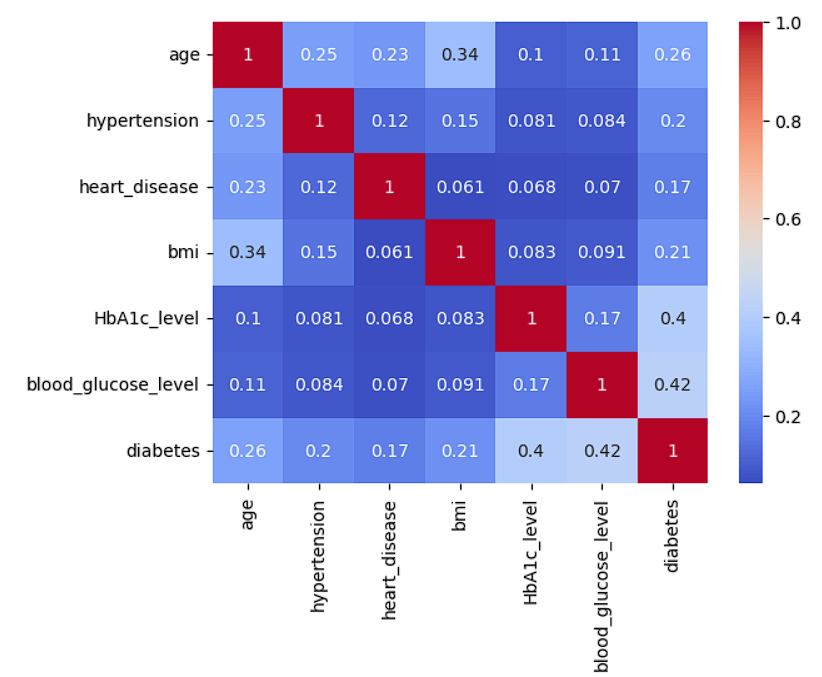 age 1 0.25 0.23 0.34 0.1 0.11 0.26
hypertension 0.25 1 0.12 0.15 0.081 0.084 0.2
heart_disease 0.23 0.12 1 0.061 0.068 0.07 0.17
bmi 0.34 0.15 0.061 1 0.083 0.091 0.21
HbA1c_level 0.1 0.081 0.068 0.083 1 0.17 0.4
blood_glucose_level 0.11 0.084 0.07 0.091 0.17 1 0.42
diabetes 0.26 0.2 0.17 0.21 0.4 0.42 1
age
hypertension
heart_disease
bmi
HbA1c_level
blood_glucose_level
diabetes
1.0
0.8
0.6
0.4
0.2